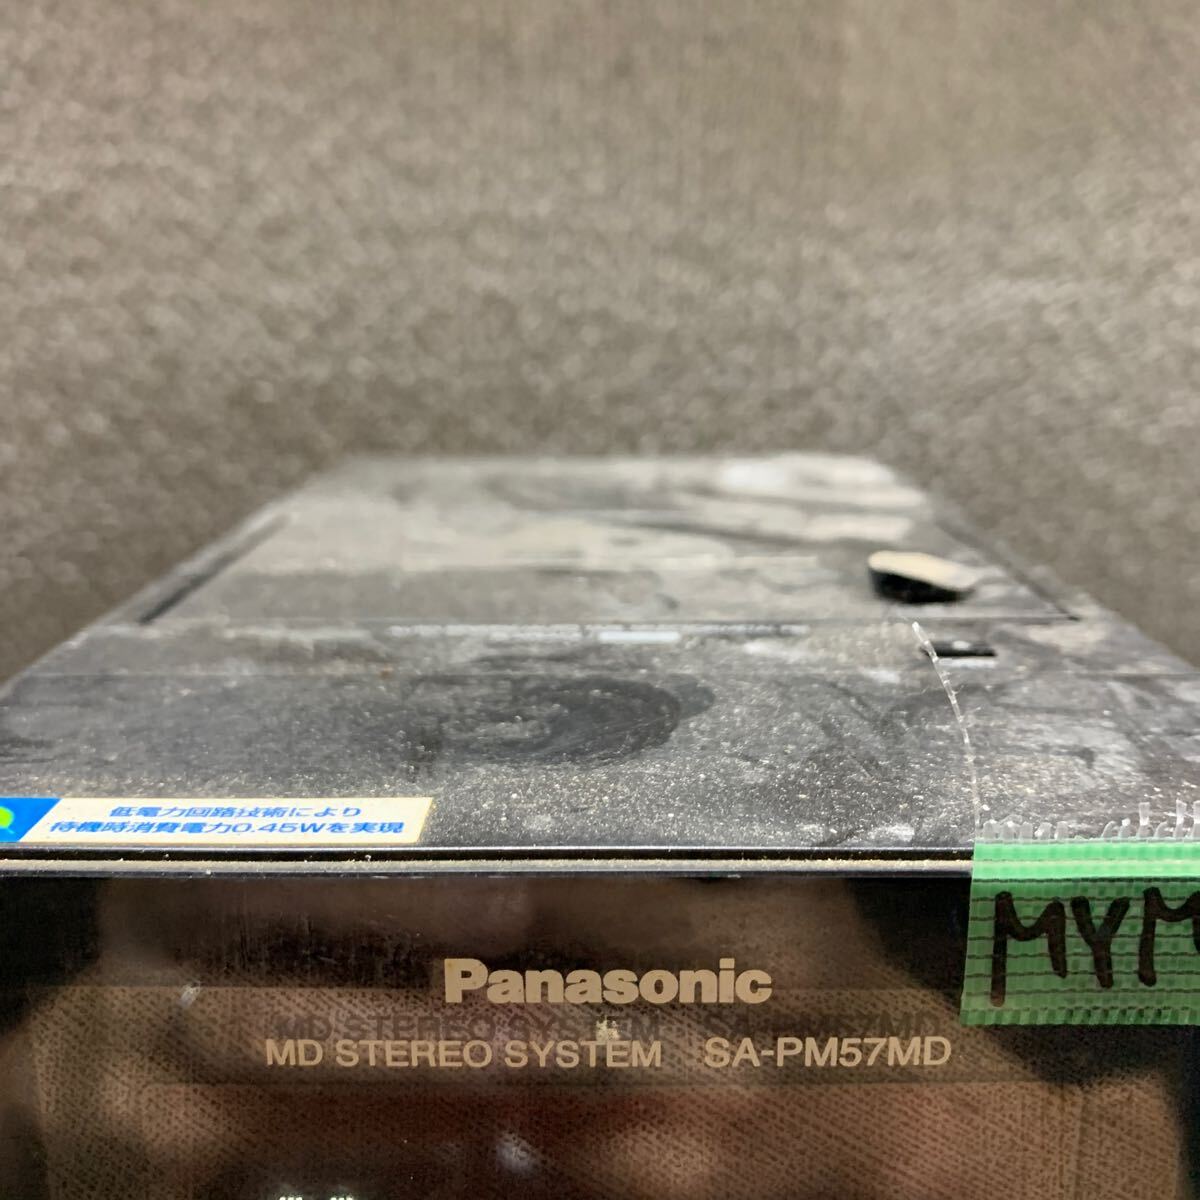 低電力回路技術により
待機時消費電力0.45Wを実現
MYM
Panasonic
MD STEREO SYSTEM SA-PM57MD